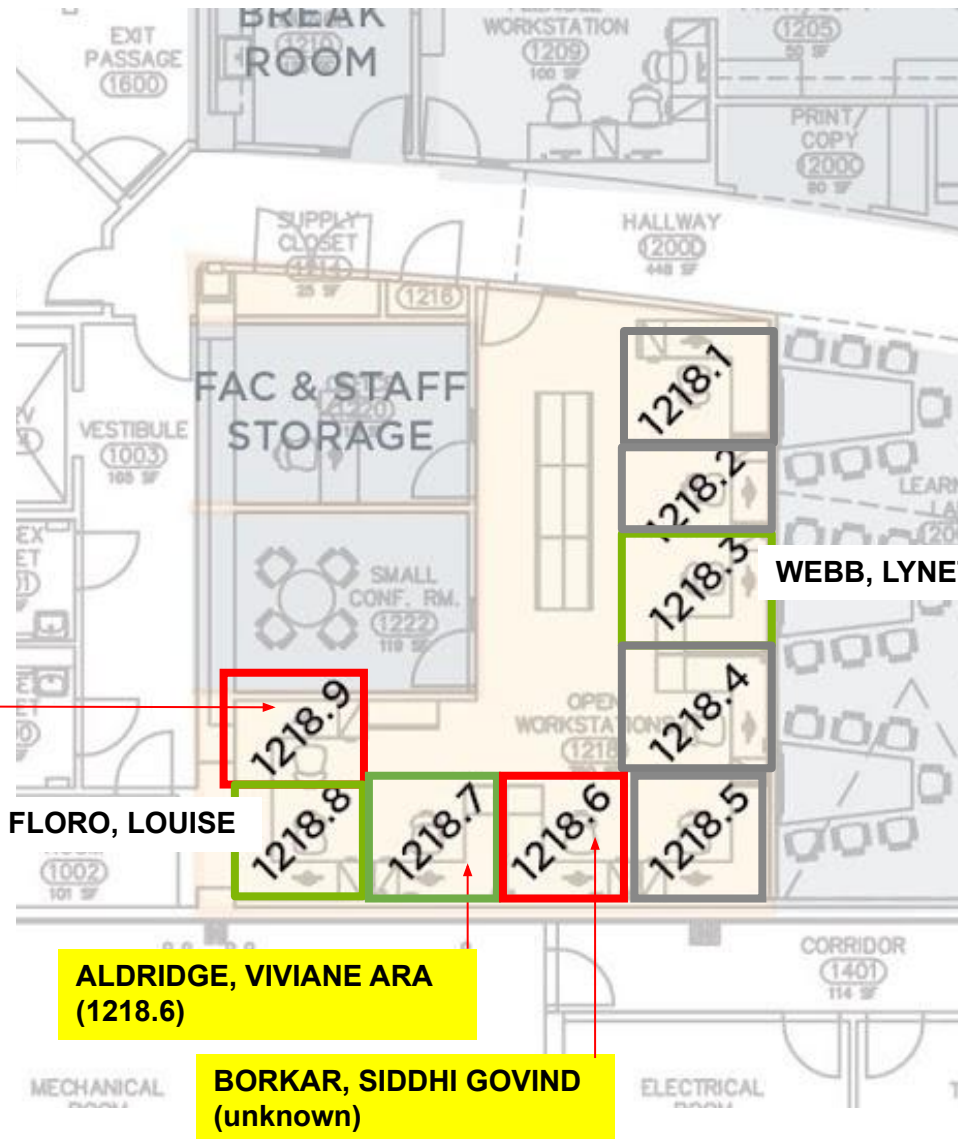 BREAK
ROOM
EXIT
PASSAGE
1600
WORKSTATION
1209
100 SF
1205
50 SF
PRINT/
COPY
2000
80 SF
SUPPLY
CLOSET
1214
25 SF
1216
HALLWAY
1200D
448 SF
FAC & STAFF
STORAGE
1220
VESTIBULE
1003
165 SF
SMALL
CONF. RM.
1222
119 SF
OPEN
WORKSTATIONS
1218
1218.1
1218.2
1218.3
1218.4
1218.5
1218.6
1218.7
1218.8
1218.9
WEBB, LYNE
FLORO, LOUISE
1002
101 SF
ALDRIDGE, VIVIANE ARA
(1218.6)
BORKAR, SIDDHI GOVIND
(unknown)
CORRIDOR
1401
114 SF
MECHANICAL
ELECTRICAL